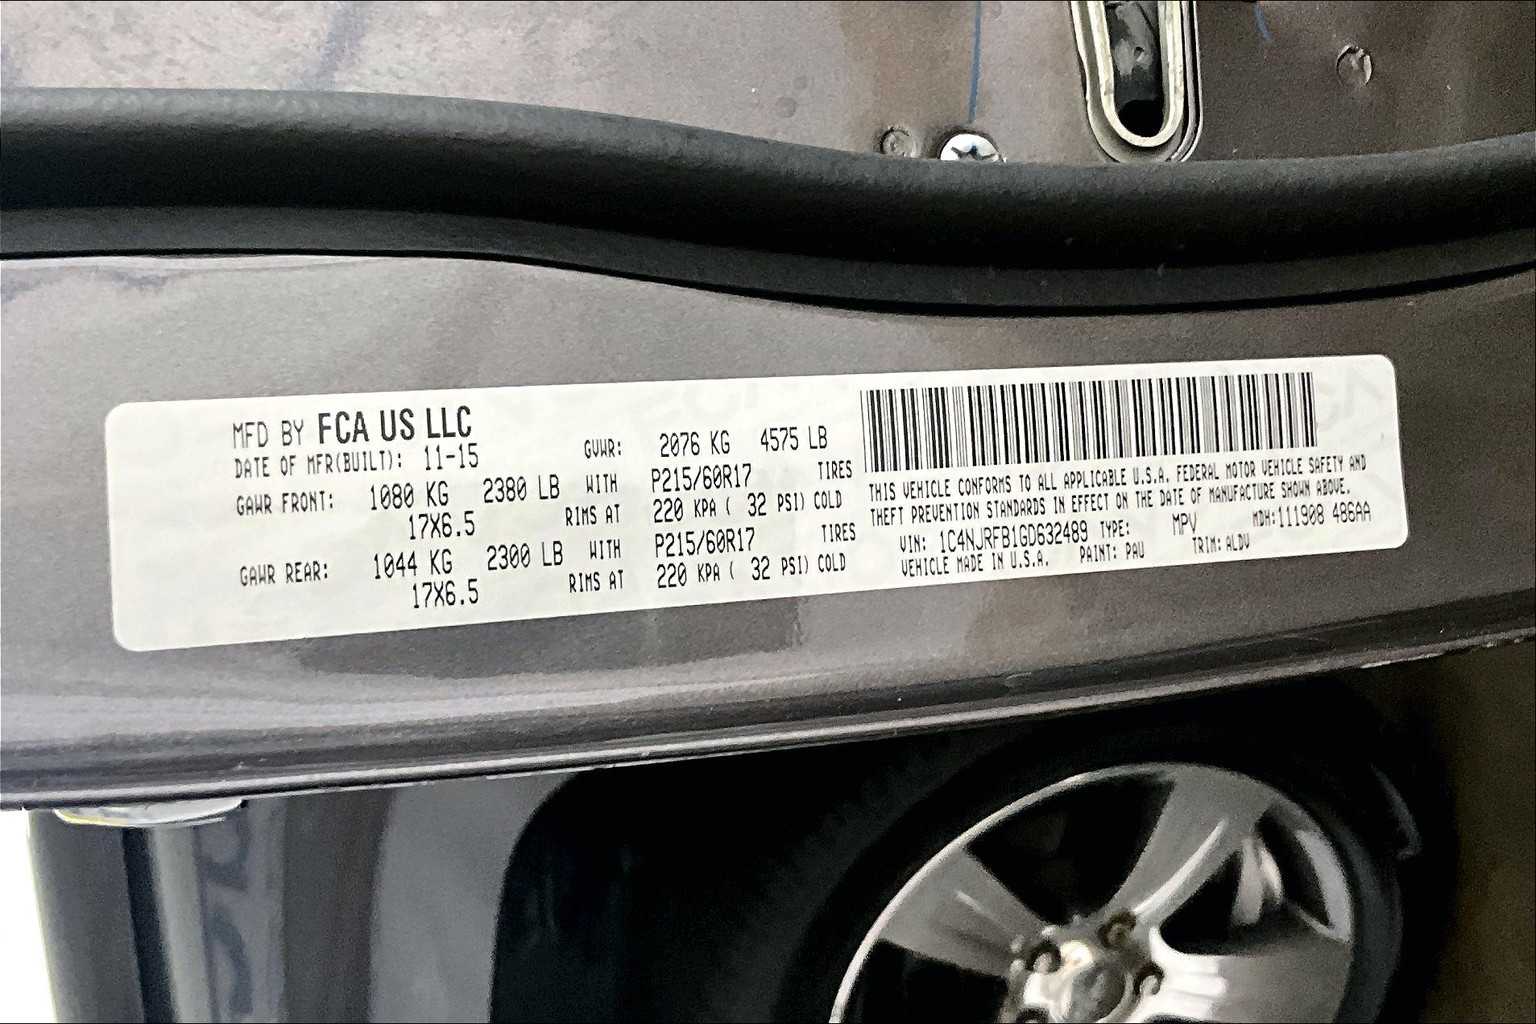 MFD BY FCA US LLC
DATE OF MFR(BUILT): 11-15
GVWR: 2076 KG 4575 LB
GAWR FRONT: 1080 KG 2380 LB WITH P215/60R17 TIRES
17X6.5 RIMS AT 220 KPA ( 32 PSI) COLD
GAWR REAR: 1044 KG 2300 LB WITH P215/60R17 TIRES
17X6.5 RIMS AT 220 KPA ( 32 PSI) COLD
THIS VEHICLE CONFORMS TO ALL APPLICABLE U.S.A. FEDERAL MOTOR VEHICLE SAFETY AND
THEFT PREVENTION STANDARDS IN EFFECT ON THE DATE OF MANUFACTURE SHOWN ABOVE.
VIN: 1C4NJRFB1GD632489 TYPE: MPV MDH:111908 486AA
VEHICLE MADE IN U.S.A. PAINT: PAU TRIM: ALDV